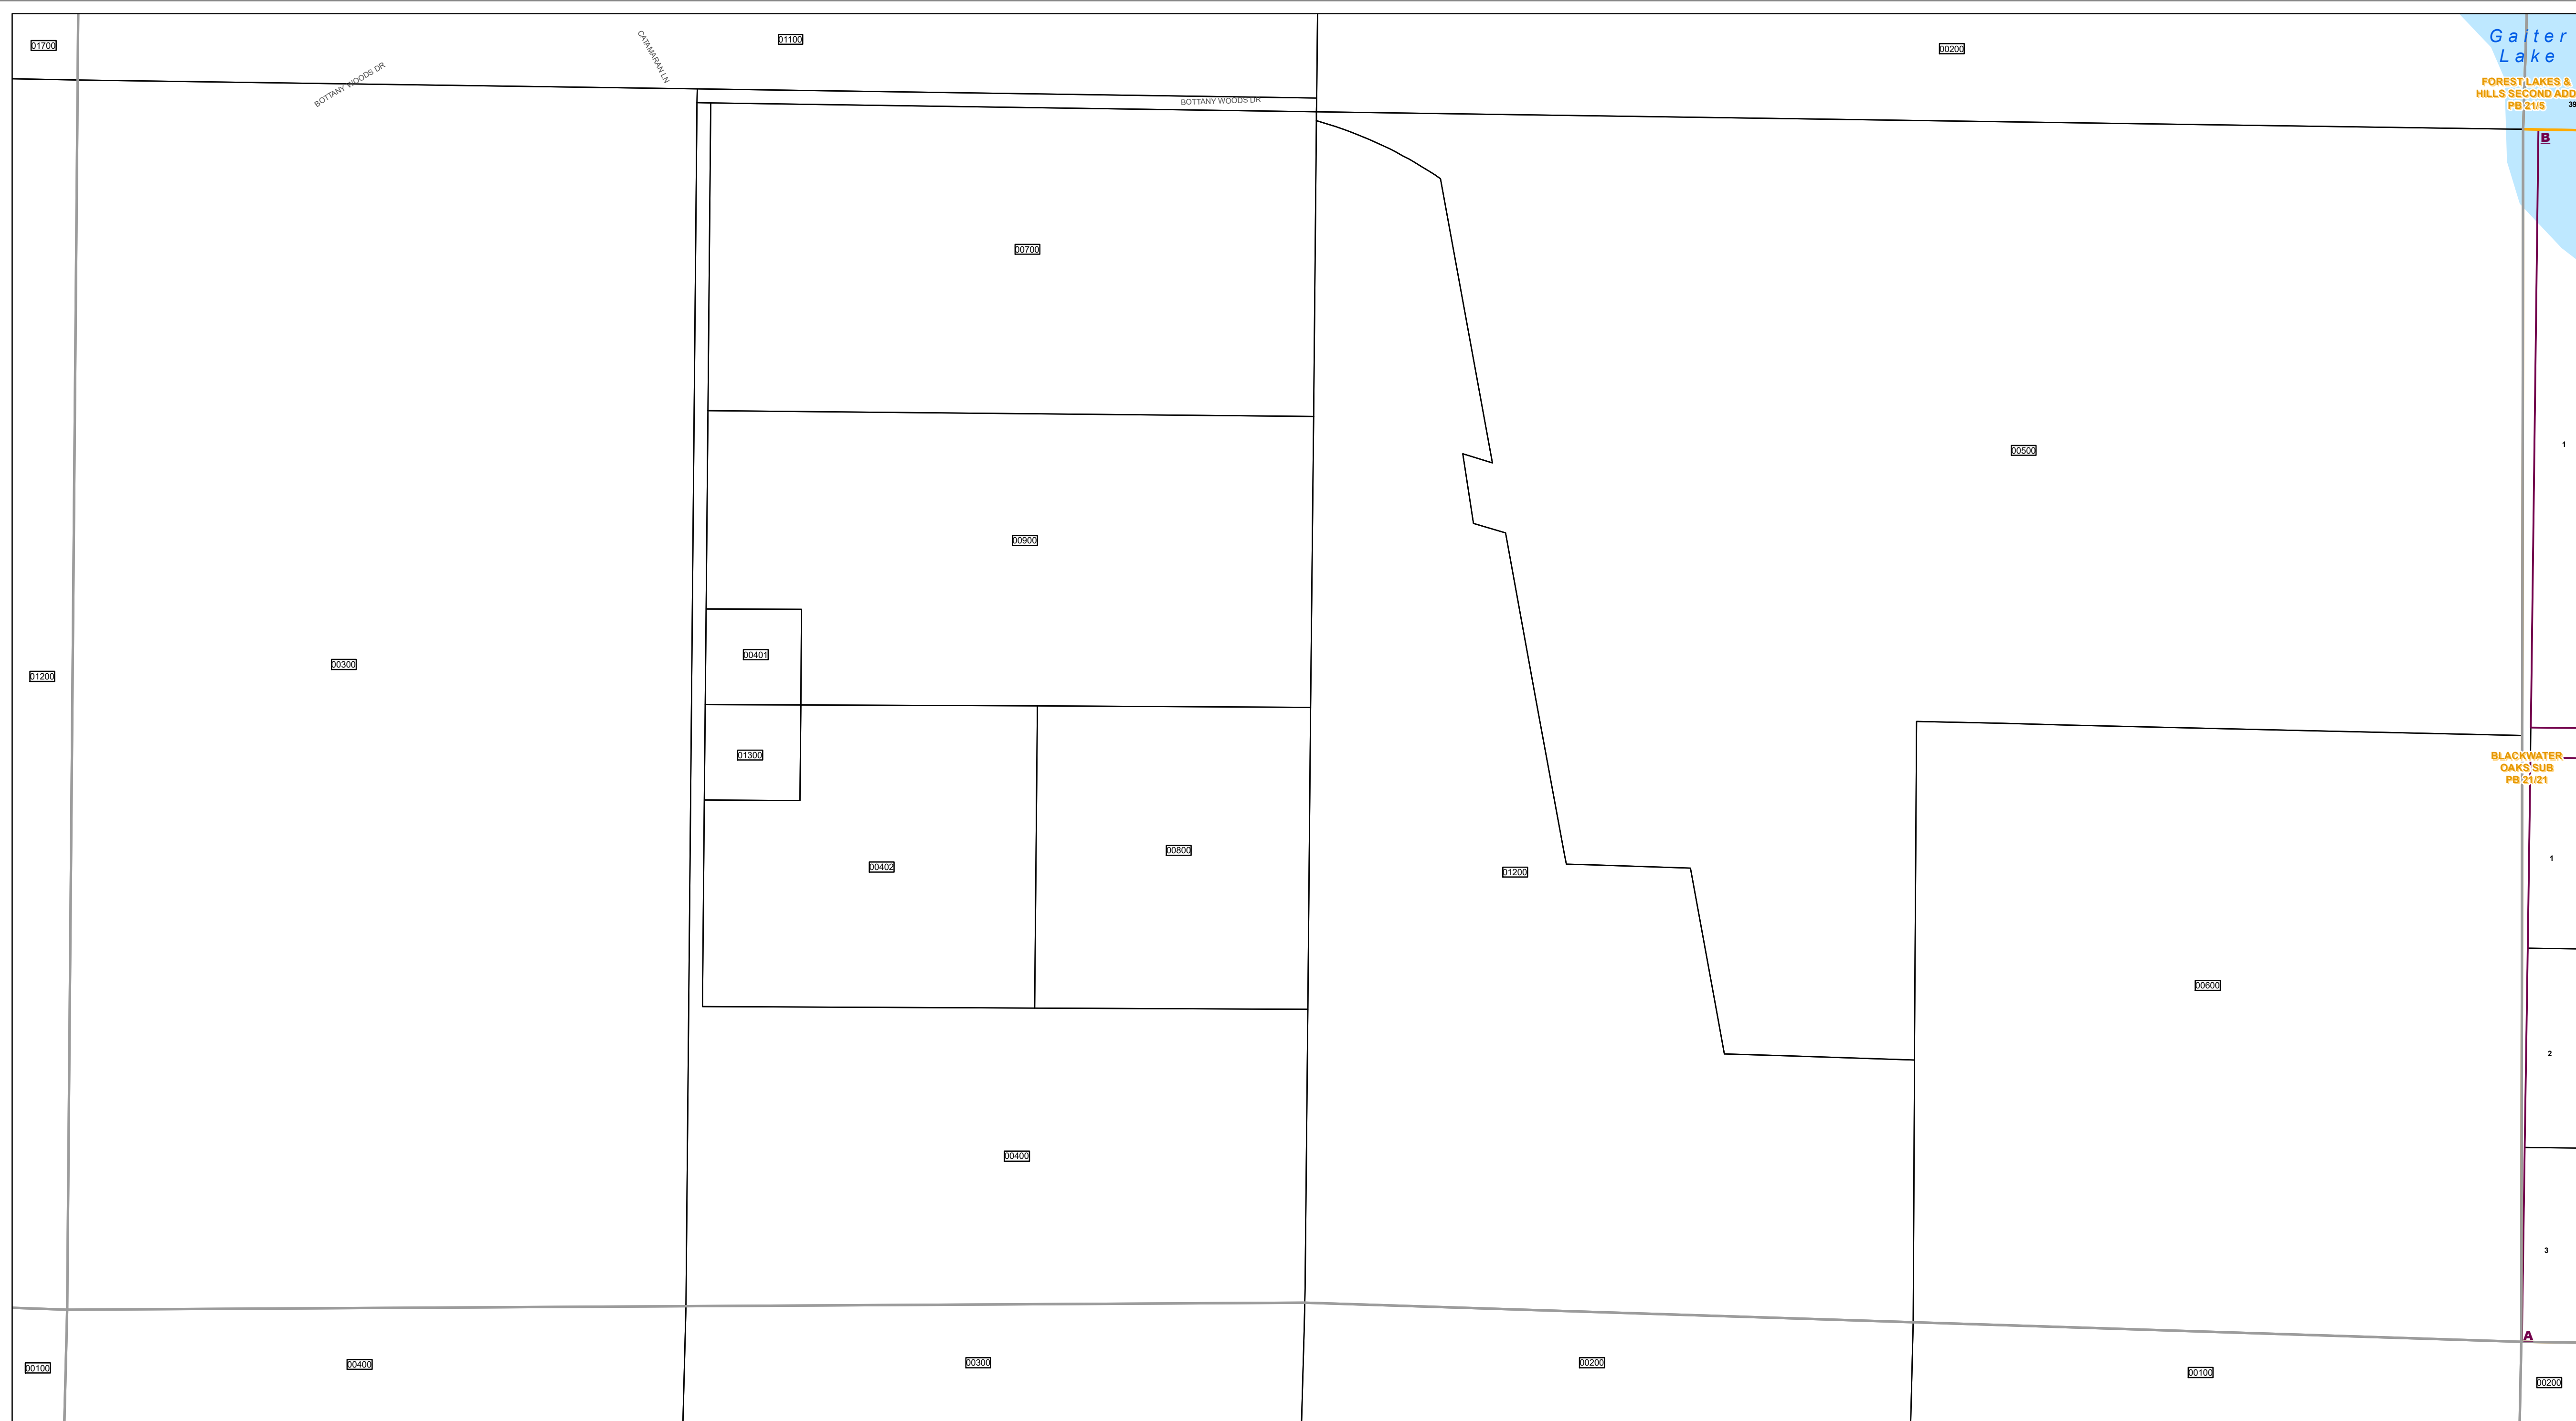 01700
CATAMARAN LN
01100
00200
Gaiter
Lake
BOTTANY WOODS DR
BOTTANY WOODS DR
FOREST LAKES &
HILLS SECOND ADD
PB 21/5
39
B
00700
1
00500
00900
00401
00300
01200
01300
BLACKWATER
OAKS SUB
PB 21/21
00800
1
00402
01200
00600
2
00400
3
A
00100
00400
00300
00200
00100
00200